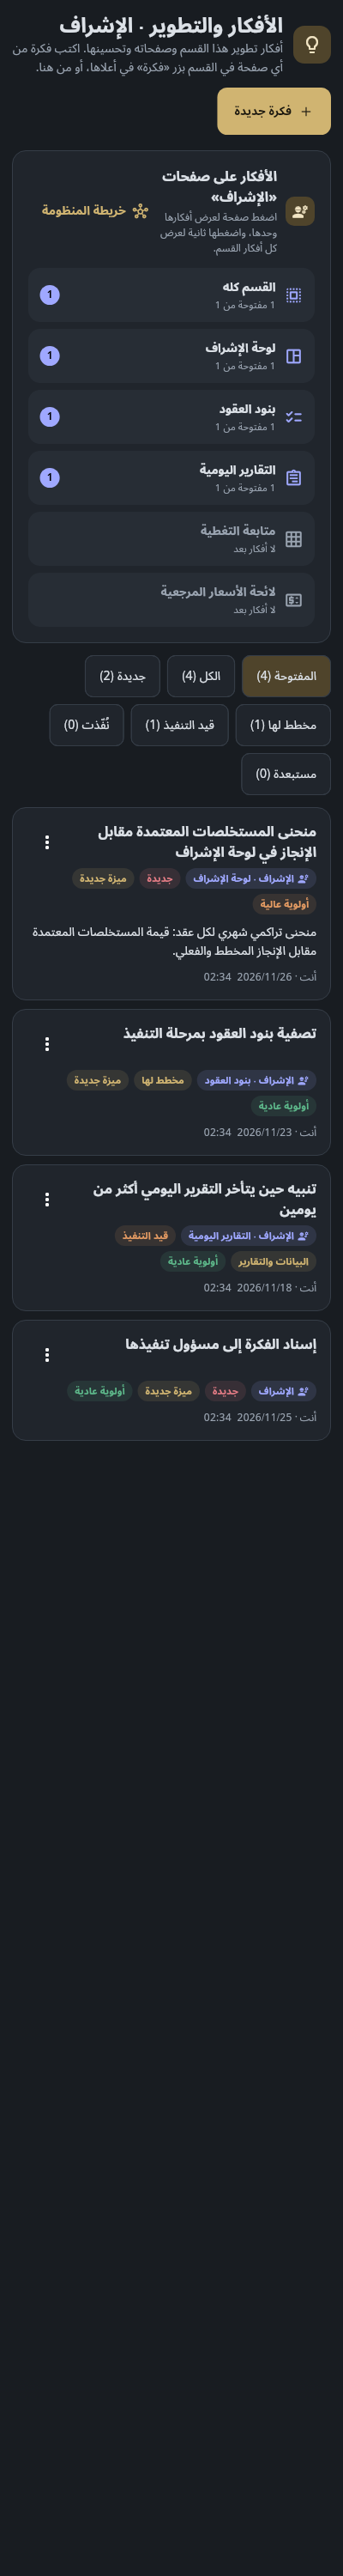 الأفكار والتطوير · الإشراف
أفكار تطوير هذا القسم وصفحاته وتحسينها. اكتب فكرة من
أي صفحة في القسم بزر «فكرة» في أعلاها، أو من هنا.
+ فكرة جديدة
الأفكار على صفحات
«الإشراف»
اضغط صفحة لعرض أفكارها
وحدها، واضغطها ثانية لعرض
كل أفكار القسم.
خريطة المنظومة
القسم كله
1 مفتوحة من 1
1
لوحة الإشراف
1 مفتوحة من 1
1
بنود العقود
1 مفتوحة من 1
1
التقارير اليومية
1 مفتوحة من 1
1
متابعة التغطية
لا أفكار بعد
لائحة الأسعار المرجعية
لا أفكار بعد
المفتوحة (4)
الكل (4)
جديدة (2)
مخطط لها (1)
قيد التنفيذ (1)
نُفّذت (0)
مستبعدة (0)
منحنى المستخلصات المعتمدة مقابل
الإنجاز في لوحة الإشراف
الإشراف · لوحة الإشراف
جديدة
ميزة جديدة
أولوية عالية
منحنى تراكمي شهري لكل عقد: قيمة المستخلصات المعتمدة
مقابل الإنجاز المخطط والفعلي.
أنت · 2026/11/26 02:34
تصفية بنود العقود بمرحلة التنفيذ
الإشراف · بنود العقود
مخطط لها
ميزة جديدة
أولوية عادية
أنت · 2026/11/23 02:34
تنبيه حين يتأخر التقرير اليومي أكثر من
يومين
الإشراف · التقارير اليومية
قيد التنفيذ
البيانات والتقارير
أولوية عادية
أنت · 2026/11/18 02:34
إسناد الفكرة إلى مسؤول تنفيذها
الإشراف
جديدة
ميزة جديدة
أولوية عادية
أنت · 2026/11/25 02:34